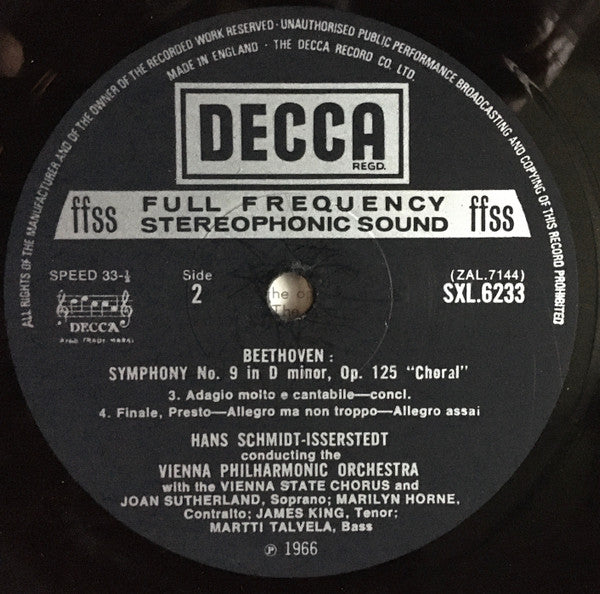 ALL RIGHTS OF THE MANUFACTURER AND OF THE OWNER OF THE RECORDED WORK RESERVED · UNAUTHORISED PUBLIC PERFORMANCE BROADCASTING AND COPYING OF THIS RECORD PROHIBITED
MADE IN ENGLAND · THE DECCA RECORD CO. LTD.
DECCA
REGD.
ffss FULL FREQUENCY STEREOPHONIC SOUND ffss
SPEED 33-⅓
Side
2
(ZAL.7144)
SXL.6233
DECCA
TRADE MARK
BEETHOVEN :
SYMPHONY No. 9 in D minor, Op. 125 "Choral"
3. Adagio molto e cantabile—concl.
4. Finale, Presto—Allegro ma non troppo—Allegro assai
HANS SCHMIDT-ISSERSTEDT
conducting the
VIENNA PHILHARMONIC ORCHESTRA
with the VIENNA STATE CHORUS and
JOAN SUTHERLAND, Soprano; MARILYN HORNE,
Contralto; JAMES KING, Tenor;
MARTTI TALVELA, Bass
℗ 1966